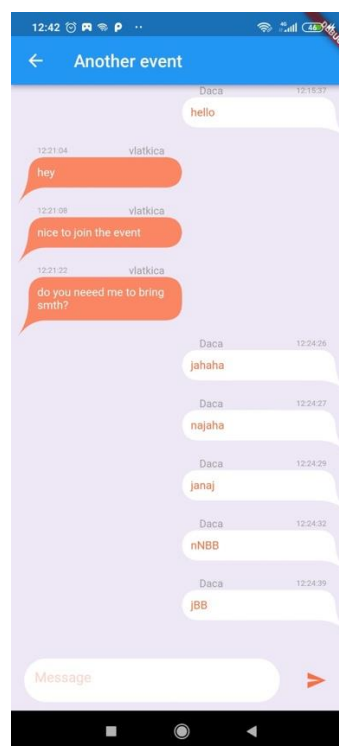 12:42
46
Another event
Daca 12:15:37
hello
12:21:04 vlatkica
hey
12:21:08 vlatkica
nice to join the event
12:21:22 vlatkica
do you neeed me to bring
smth?
Daca 12:24:26
jahaha
Daca 12:24:27
najaha
Daca 12:24:29
janaj
Daca 12:24:32
nNBB
Daca 12:24:39
jBB
Message